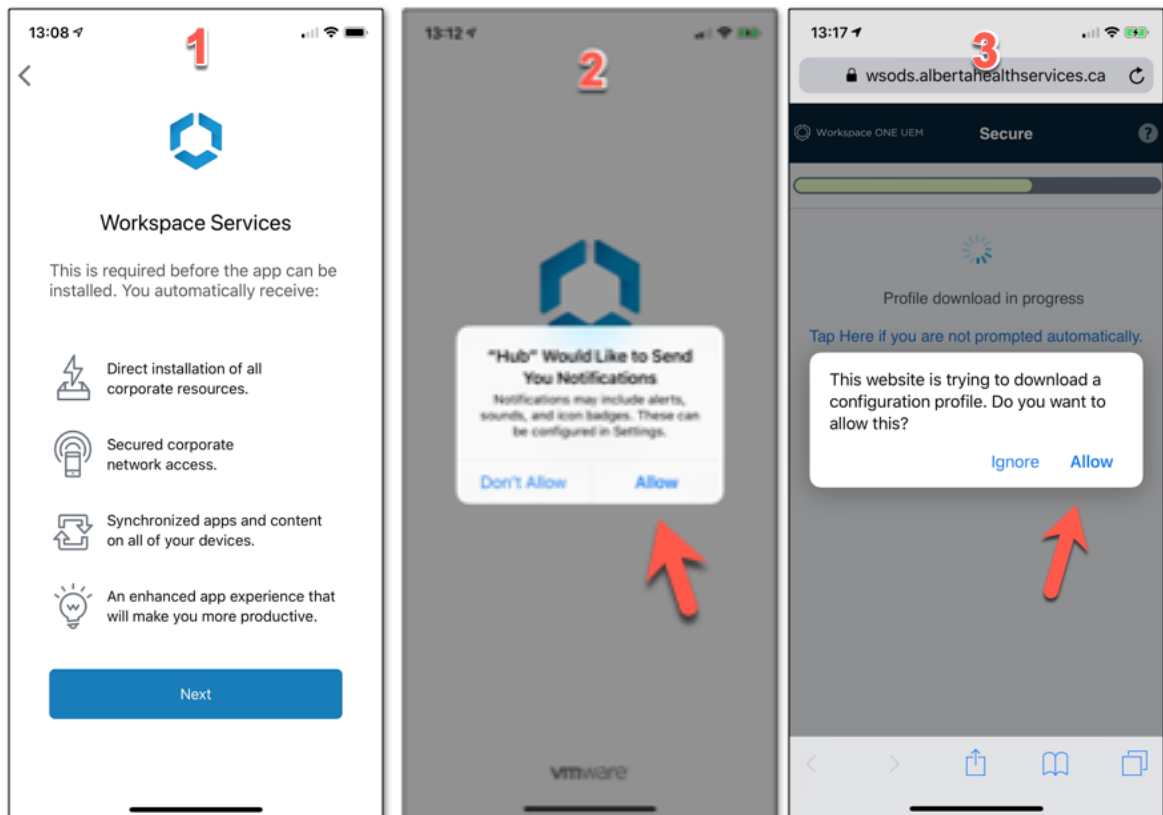 13:08
1
Workspace Services
This is required before the app can be
installed. You automatically receive:
Direct installation of all
corporate resources.
Secured corporate
network access.
Synchronized apps and content
on all of your devices.
An enhanced app experience that
will make you more productive.
Next
13:12
2
"Hub" Would Like to Send
You Notifications
Notifications may include alerts,
sounds, and icon badges. These can
be configured in Settings.
Don't Allow
Allow
vmware
13:17
3
wsods.albertahealthservices.ca
Workspace ONE UEM
Secure
?
Profile download in progress
Tap Here if you are not prompted automatically.
This website is trying to download a
configuration profile. Do you want to
allow this?
Ignore
Allow